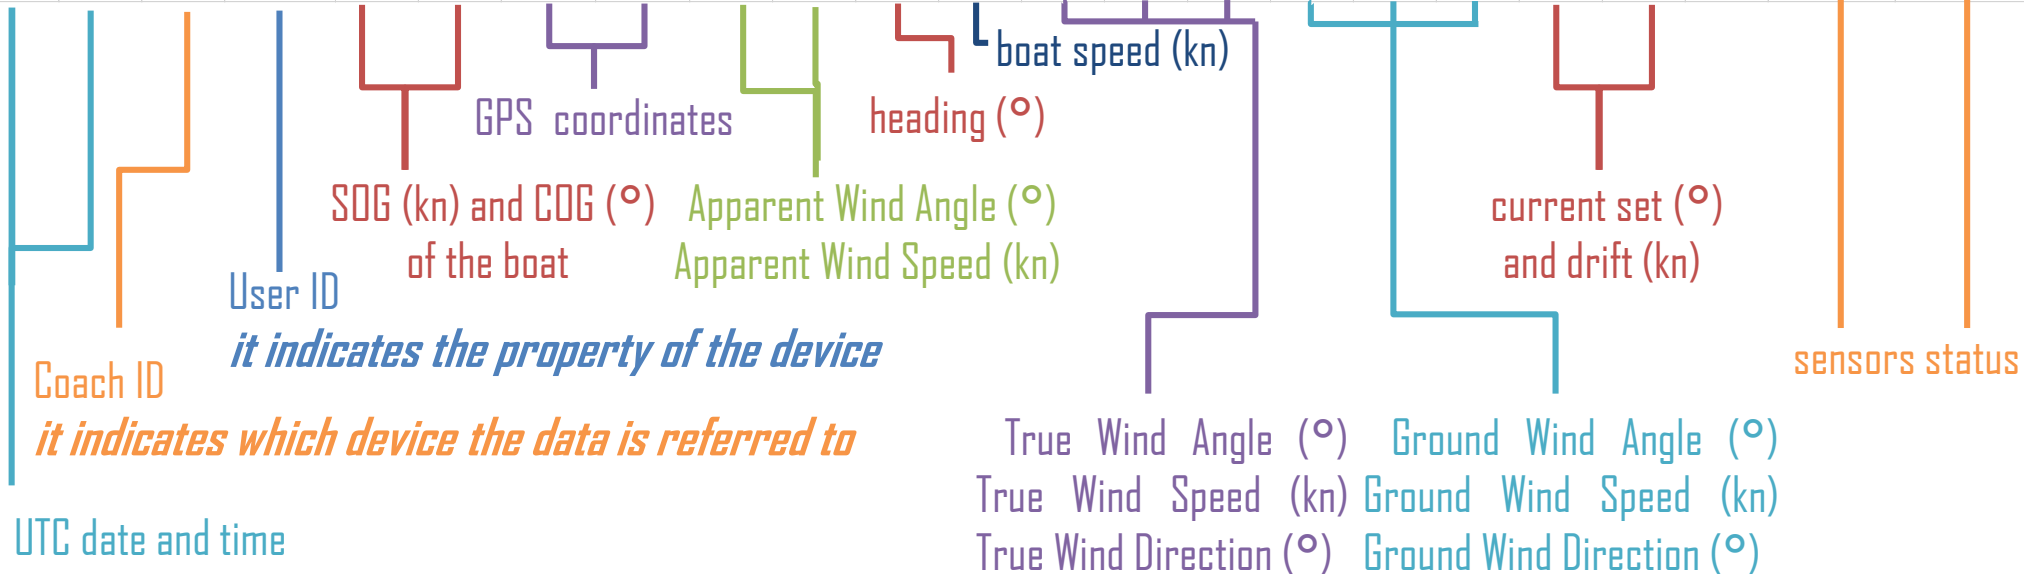 boat speed (kn)
GPS coordinates
heading (°)
SOG (kn) and COG (°)
of the boat
Apparent Wind Angle (°)
Apparent Wind Speed (kn)
current set (°)
and drift (kn)
User ID
it indicates the property of the device
sensors status
Coach ID
it indicates which device the data is referred to
True Wind Angle (°)
True Wind Speed (kn)
True Wind Direction (°)
Ground Wind Angle (°)
Ground Wind Speed (kn)
Ground Wind Direction (°)
UTC date and time